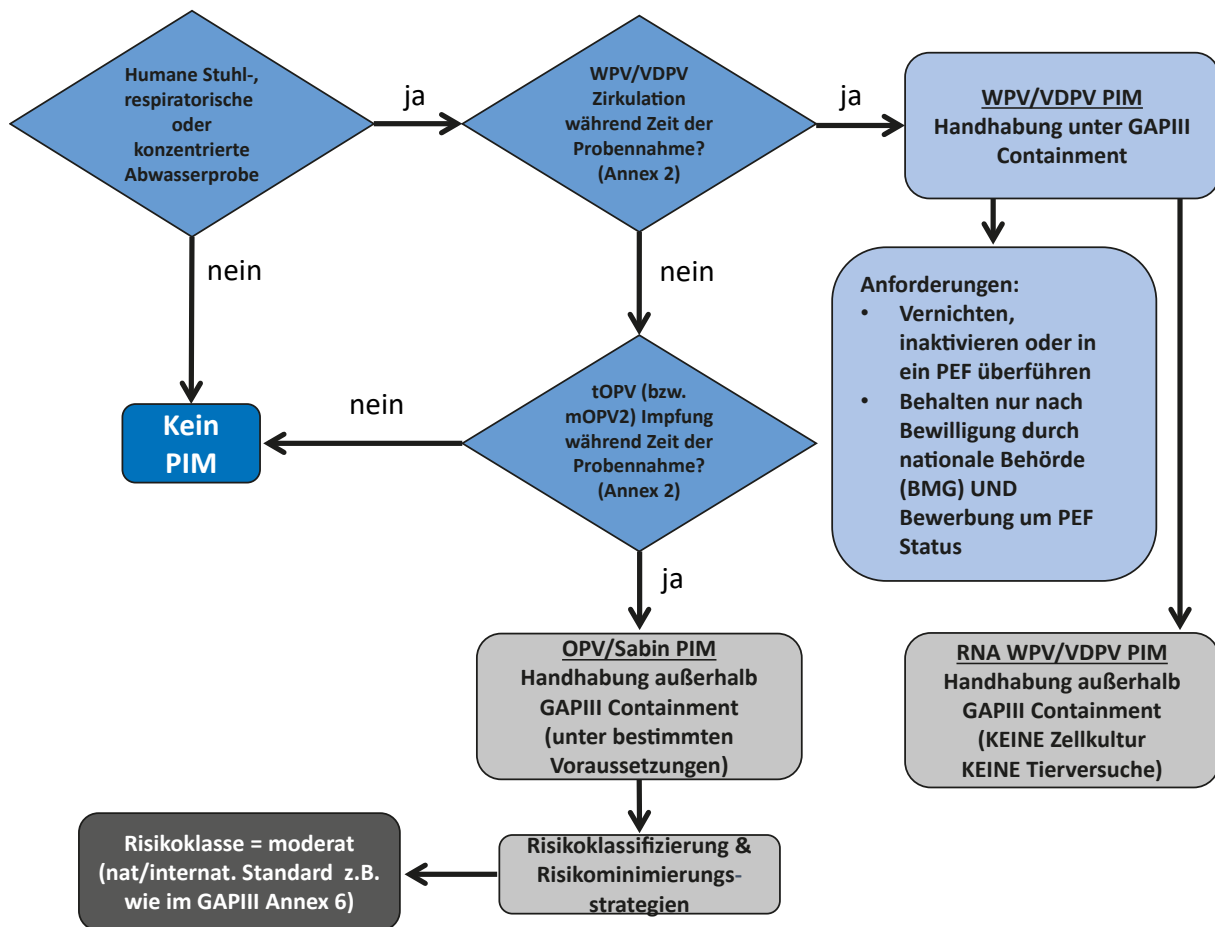 Humane Stuhl-,
respiratorische
oder
konzentrierte
Abwasserprobe
ja
WPV/VDPV
Zirkulation
während Zeit der
Probennahme?
(Annex 2)
ja
WPV/VDPV PIM
Handhabung unter GAPIII
Containment
nein
nein
Anforderungen:
• Vernichten,
inaktivieren oder in
ein PEF überführen
• Behalten nur nach
Bewilligung durch
nationale Behörde
(BMG) UND
Bewerbung um PEF
Status
Kein
PIM
nein
tOPV (bzw.
mOPV2) Impfung
während Zeit der
Probennahme?
(Annex 2)
ja
OPV/Sabin PIM
Handhabung außerhalb
GAPIII Containment
(unter bestimmten
Voraussetzungen)
RNA WPV/VDPV PIM
Handhabung außerhalb
GAPIII Containment
(KEINE Zellkultur
KEINE Tierversuche)
Risikoklasse = moderat
(nat/internat. Standard z.B.
wie im GAPIII Annex 6)
Risikoklassifizierung &
Risikominimierungs-
strategien